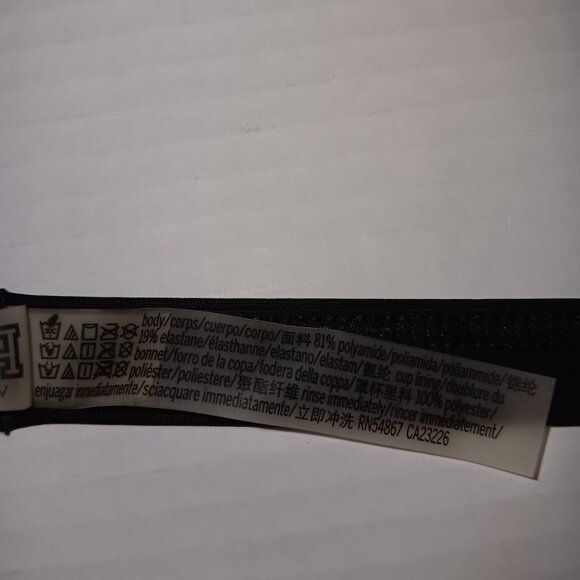 body/corps/cuerpo/corpo/面料 81% polyamide/poliamida/poliammide/锦纶
19% elastane/élasthanne/elastano/elastam/氨纶 cup lining/doublure du
bonnet/forro de la copa/fodera della coppa/罩杯里料 100% polyester/
poliéster/poliestere/聚酯纤维 rinse immediately/rincer immediatement/
enjuagar inmediatamente/sciacquare immediatamente/立即冲洗 RN54867 CA23226